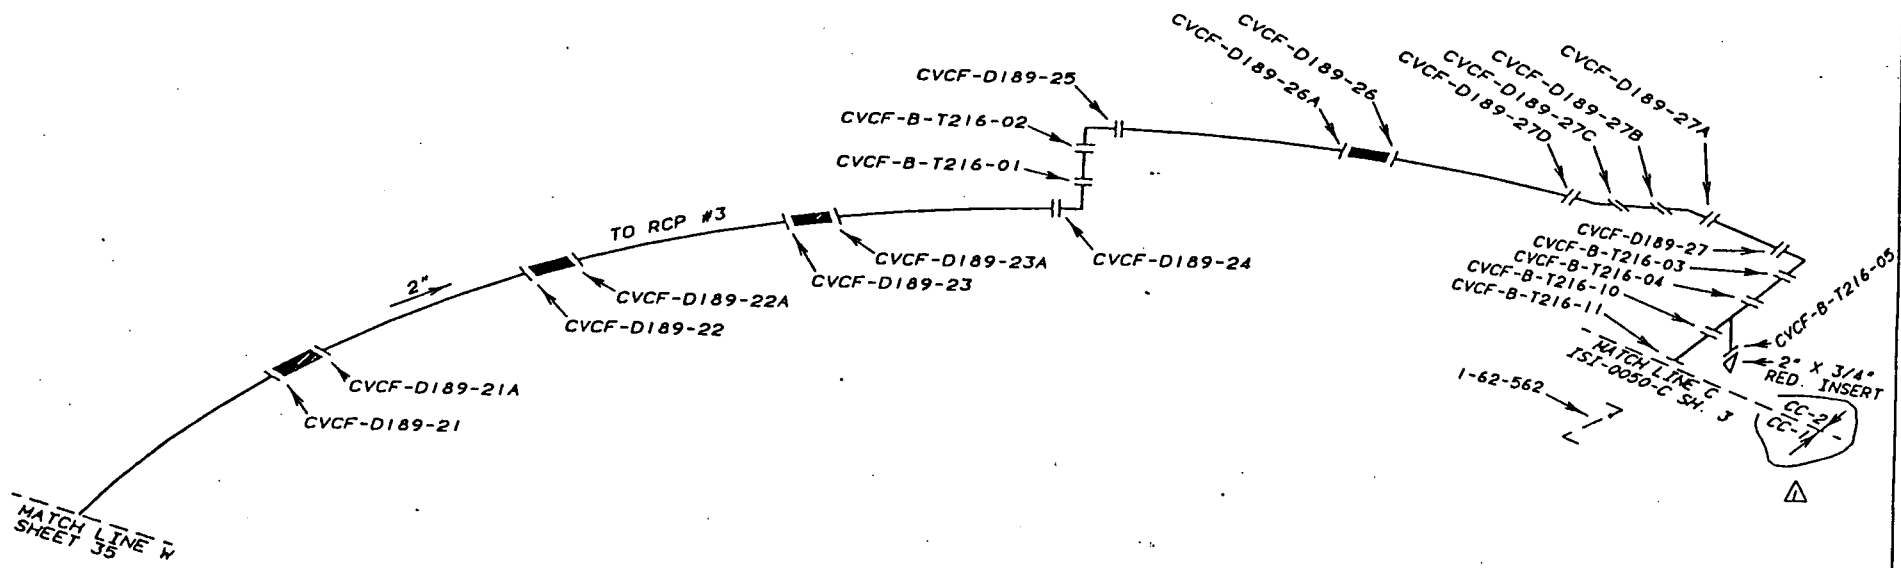 CVCF-D189-26
CVCF-D189-26A
CVCF-D189-27A
CVCF-D189-27B
CVCF-D189-27C
CVCF-D189-27D
CVCF-D189-25
CVCF-B-T216-02
CVCF-B-T216-01
TO RCP #3
CVCF-D189-24
CVCF-D189-23A
CVCF-D189-23
2"
CVCF-D189-22A
CVCF-D189-22
CVCF-D189-21A
CVCF-D189-21
MATCH LINE W
SHEET 35
CVCF-D189-27
CVCF-B-T216-03
CVCF-B-T216-04
CVCF-B-T216-10
CVCF-B-T216-11
CVCF-B-T216-05
2" X 3/4"
RED. INSERT
MATCH LINE C
ISI-0050-C SH. 3
1-62-562
CC-2
CC-1
1